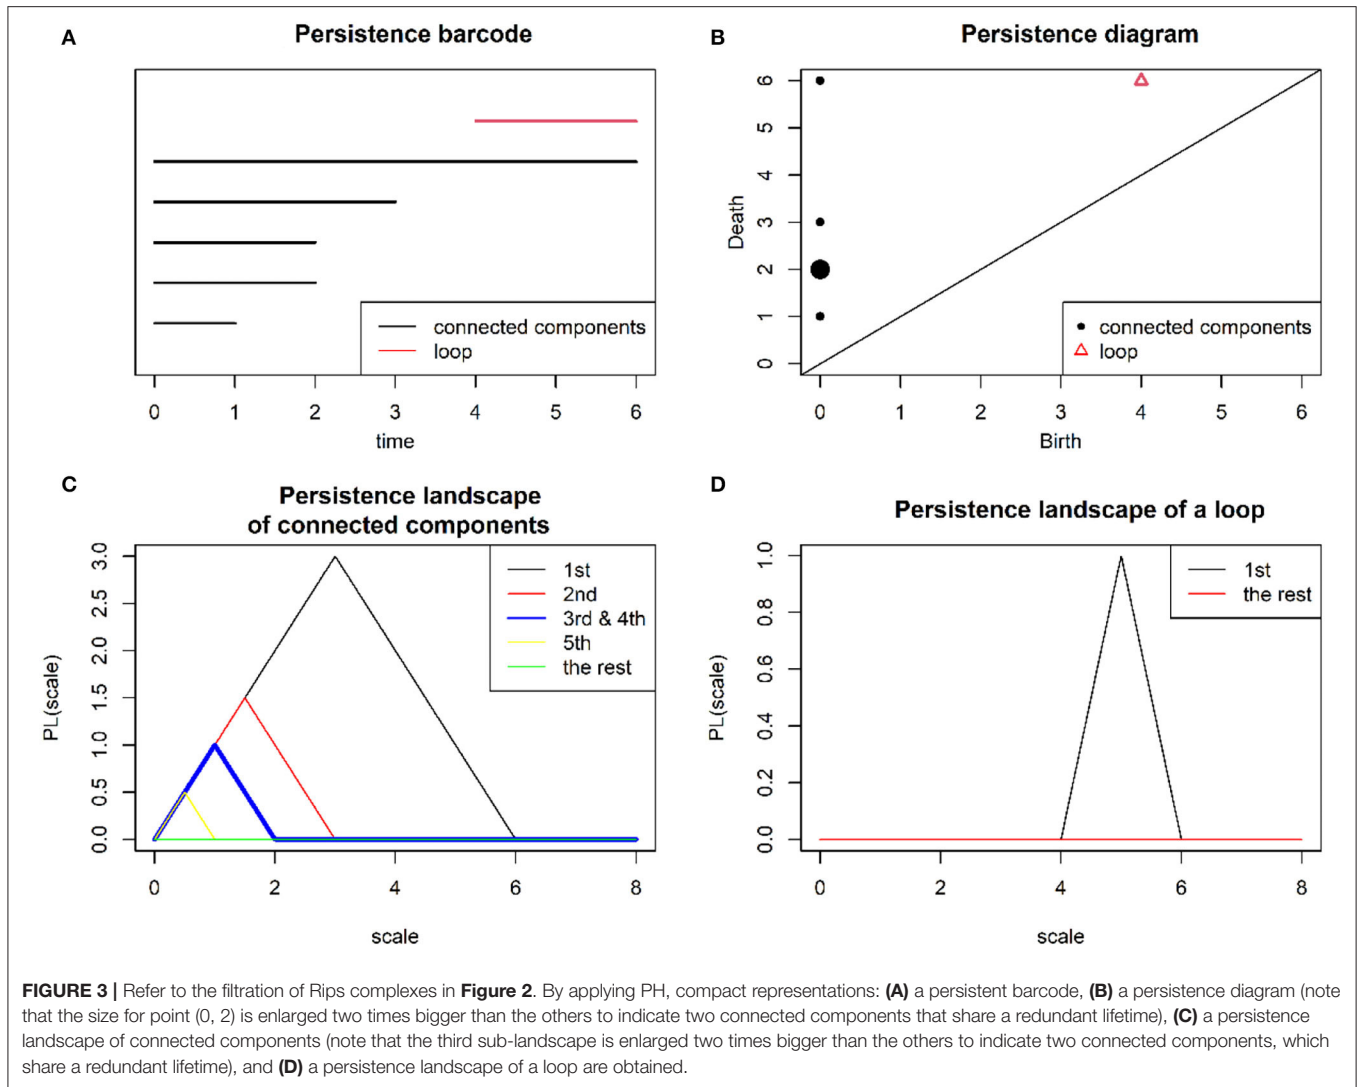 A
Persistence barcode
connected components
loop
0 1 2 3 4 5 6
time
B
Persistence diagram
6
5
4
3
2
1
0
Death
connected components
loop
0 1 2 3 4 5 6
Birth
C
Persistence landscape
of connected components
3.0
2.5
2.0
1.5
1.0
0.5
0.0
PL(scale)
1st
2nd
3rd & 4th
5th
the rest
0 2 4 6 8
scale
D
Persistence landscape of a loop
1.0
0.8
0.6
0.4
0.2
0.0
PL(scale)
1st
the rest
0 2 4 6 8
scale
FIGURE 3 | Refer to the filtration of Rips complexes in Figure 2. By applying PH, compact representations: (A) a persistent barcode, (B) a persistence diagram (note
that the size for point (0, 2) is enlarged two times bigger than the others to indicate two connected components that share a redundant lifetime), (C) a persistence
landscape of connected components (note that the third sub-landscape is enlarged two times bigger than the others to indicate two connected components, which
share a redundant lifetime), and (D) a persistence landscape of a loop are obtained.